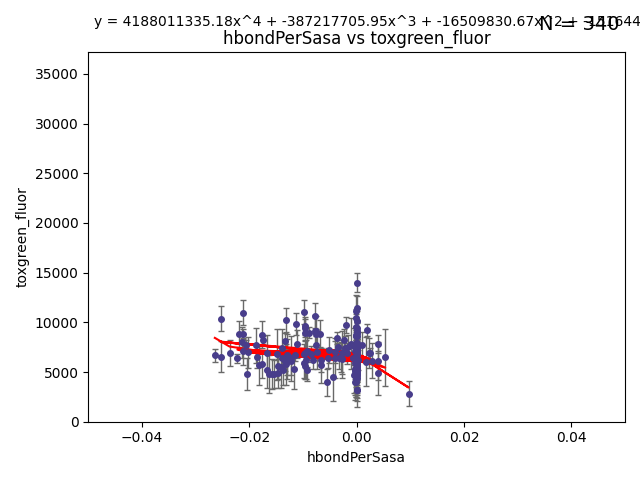 y = 4188011335.18x^4 + -387217705.95x^3 + -16509830.67x^2 +
N = 340
hbondPerSasa vs toxgreen_fluor
toxgreen_fluor
35000
30000
25000
20000
15000
10000
5000
0
−0.04
−0.02
0.00
0.02
0.04
hbondPerSasa